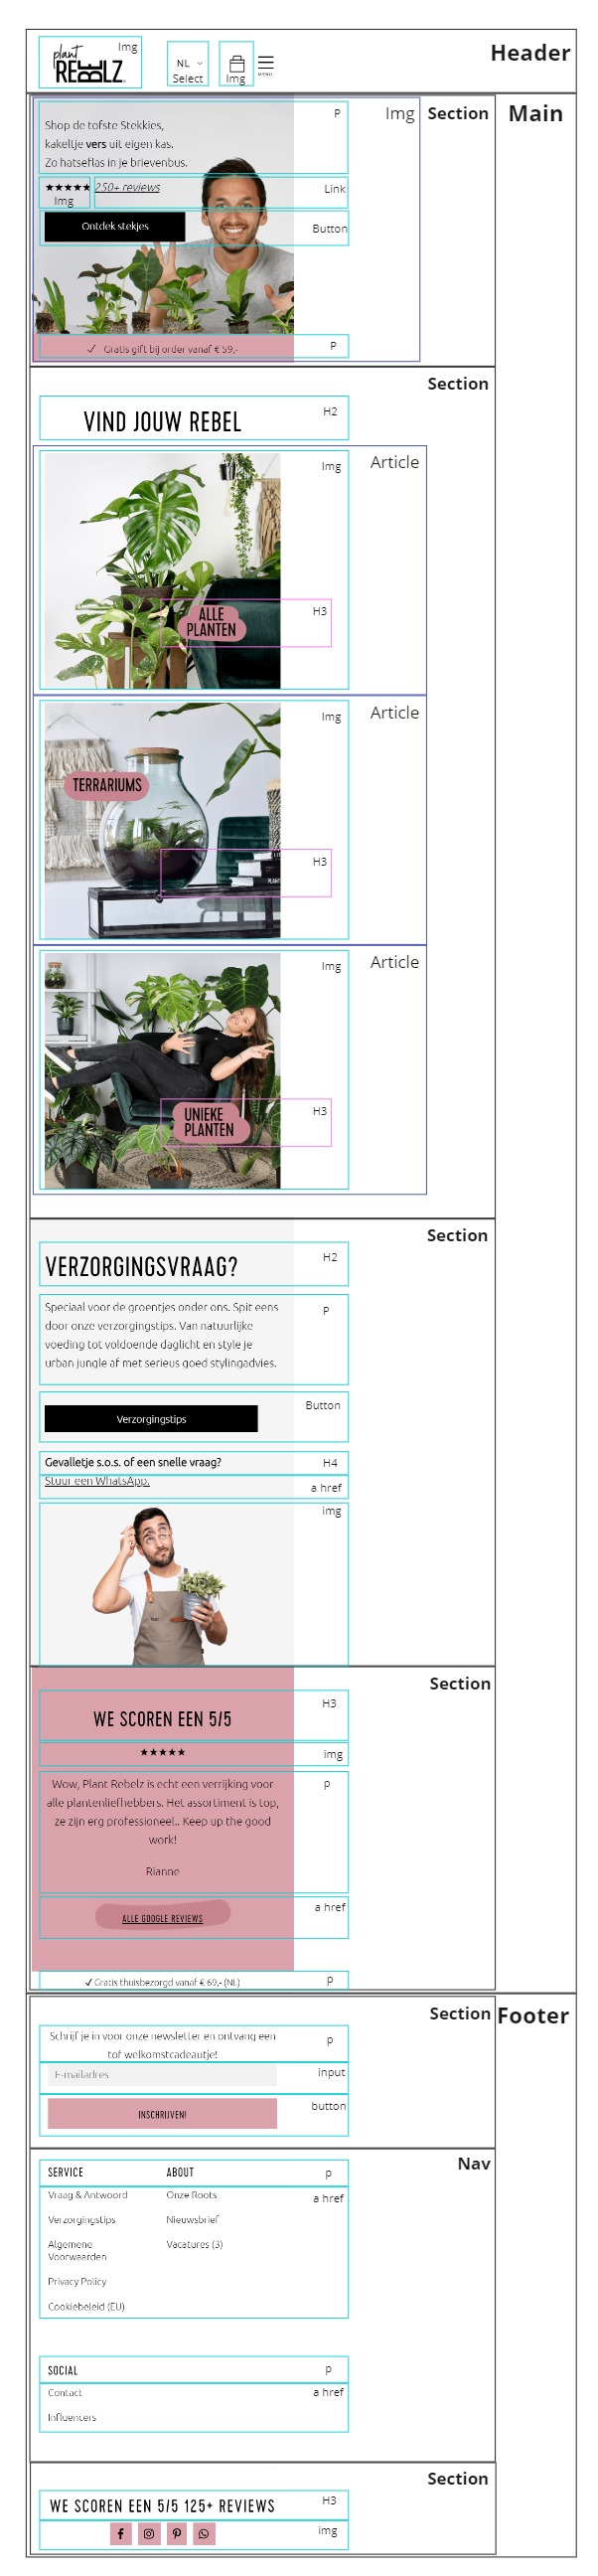 plant
REBELZ
Img
NL
Select
Img
MENU
Header
Main
Section
Img
Shop de tofste Stekkies,
kakeltje vers uit eigen kas.
Zo hatseflas in je brievenbus.
P
★★★★★ 250+ reviews
Img
Link
Ontdek stekjes
Button
✓ Gratis gift bij order vanaf € 59,-
P
Section
VIND JOUW REBEL
H2
Img
Article
ALLE
PLANTEN
H3
Img
Article
TERRARIUMS
H3
Img
Article
UNIEKE
PLANTEN
H3
Section
VERZORGINGSVRAAG?
H2
Speciaal voor de groentjes onder ons. Spit eens
door onze verzorgingstips. Van natuurlijke
voeding tot voldoende daglicht en style je
urban jungle af met serieus goed stylingadvies.
P
Verzorgingstips
Button
Gevalletje s.o.s. of een snelle vraag?
H4
Stuur een WhatsApp.
a href
img
Section
WE SCOREN EEN 5/5
H3
★★★★★
img
Wow, Plant Rebelz is echt een verrijking voor
alle plantenliefhebbers. Het assortiment is top,
ze zijn erg professioneel.. Keep up the good
work!
Rianne
p
ALLE GOOGLE REVIEWS
a href
✓ Gratis thuisbezorgd vanaf € 69,- (NL)
p
Section
Footer
Schrijf je in voor onze newsletter en ontvang een
tof welkomstcadeautje!
p
E-mailadres
input
INSCHRIJVEN!
button
Nav
SERVICE
ABOUT
p
Vraag & Antwoord
Onze Roots
a href
Verzorgingstips
Nieuwsbrief
Algemene
Voorwaarden
Vacatures (3)
Privacy Policy
Cookiebeleid (EU)
SOCIAL
p
Contact
a href
Influencers
Section
WE SCOREN EEN 5/5 125+ REVIEWS
H3
img